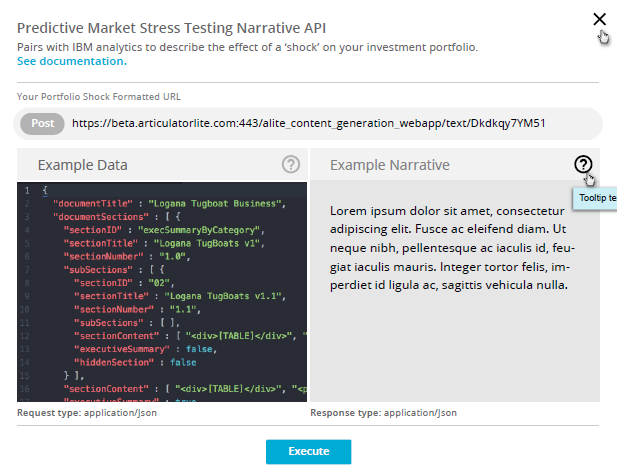 Predictive Market Stress Testing Narrative API
Pairs with IBM analytics to describe the effect of a ‘shock’ on your investment portfolio.
See documentation.
Your Portfolio Shock Formatted URL
Post https://beta.articulatorlite.com:443/alite_content_generation_webapp/text/Dkdkqy7YM51
Example Data ?
1 {
2 "documentTitle" : "Logana Tugboat Business",
3 "documentSections" : [ {
4 "sectionID" : "execSummaryByCategory",
5 "sectionTitle" : "Logana TugBoats v1",
6 "sectionNumber" : "1.0",
7 "subSections" : [ {
8 "sectionID" : "02",
9 "sectionTitle" : "Logana TugBoats v1.1",
10 "sectionNumber" : "1.1",
11 "subSections" : [ ],
12 "sectionContent" : [ "<div>[TABLE]</div>", "
13 "executiveSummary" : false,
14 "hiddenSection" : false
15 } ],
16 "sectionContent" : [ "<div>[TABLE]</div>", "<p
"executiveSummary" : true
Request type: application/Json
Example Narrative ?
Tooltip te
Lorem ipsum dolor sit amet, consectetur
adipiscing elit. Fusce ac eleifend diam. Ut
neque nibh, pellentesque ac iaculis id, feu-
giat iaculis mauris. Integer tortor felis, im-
perdiet id ligula ac, sagittis vehicula nulla.
Response type: application/Json
Execute